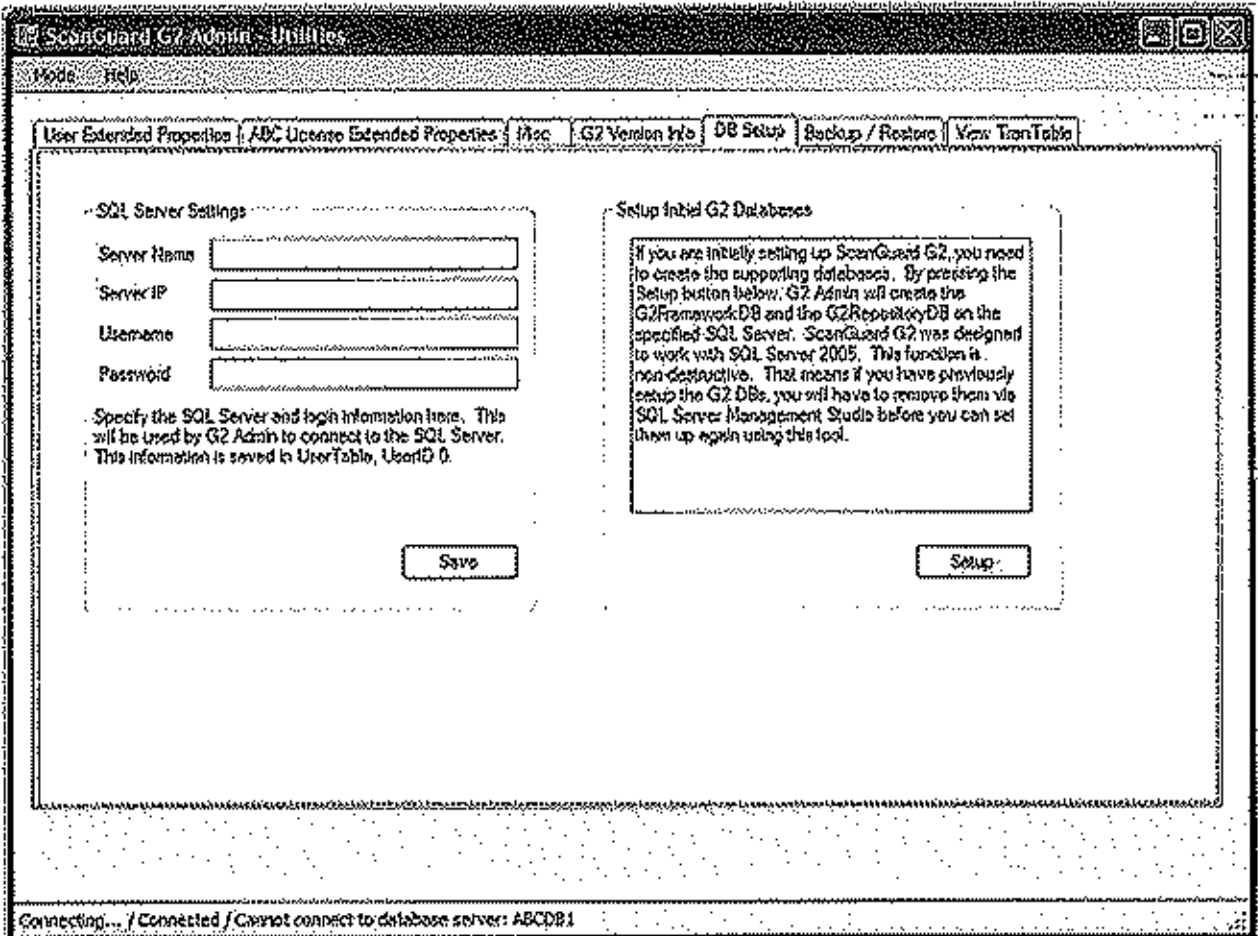 ScanGuard G2 Admin - Utilities
Mode Help
User Extended Properties ABC License Extended Properties Misc G2 Version Info DB Setup Backup / Restore View TranTable
SQL Server Settings
Server Name
Server IP
Username
Password
Specify the SQL Server and login information here. This
will be used by G2 Admin to connect to the SQL Server.
This information is saved in UserTable, UserID 0.
Save
Setup Initial G2 Databases
If you are initially setting up ScanGuard G2, you need
to create the supporting databases. By pressing the
Setup button below, G2 Admin will create the
G2FrameworkDB and the G2RepositoryDB on the
specified SQL Server. ScanGuard G2 was designed
to work with SQL Server 2005. This function is
non-destructive. That means if you have previously
setup the G2 DBs, you will have to remove them via
SQL Server Management Studio before you can set
them up again using this tool.
Setup
Connecting... / Connected / Cannot connect to database server: ABCDB1